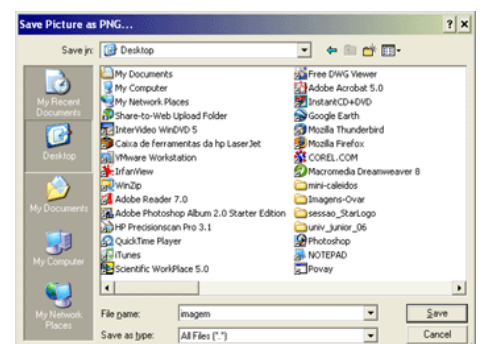 Save Picture as PNG...
Save in:
Desktop
My Recent
Documents
Desktop
My Documents
My Computer
My Network
Places
My Documents
My Computer
My Network Places
Share-to-Web Upload Folder
InterVideo WinDVD 5
Caixa de ferramentas da hp LaserJet
VMware Workstation
IrfanView
WinZip
Adobe Reader 7.0
Adobe Photoshop Album 2.0 Starter Edition
HP Precisionscan Pro 3.1
QuickTime Player
iTunes
Scientific WorkPlace 5.0
Free DWG Viewer
Adobe Acrobat 5.0
InstantCD+DVD
Google Earth
Mozilla Thunderbird
Mozilla Firefox
COREL.COM
Macromedia Dreamweaver 8
mini-caleidos
Imagens-Ovar
sessao_StarLogo
univ_junior_06
Photoshop
NOTEPAD
Povay
File name:
imagem
Save
Save as type:
All Files (*.*)
Cancel